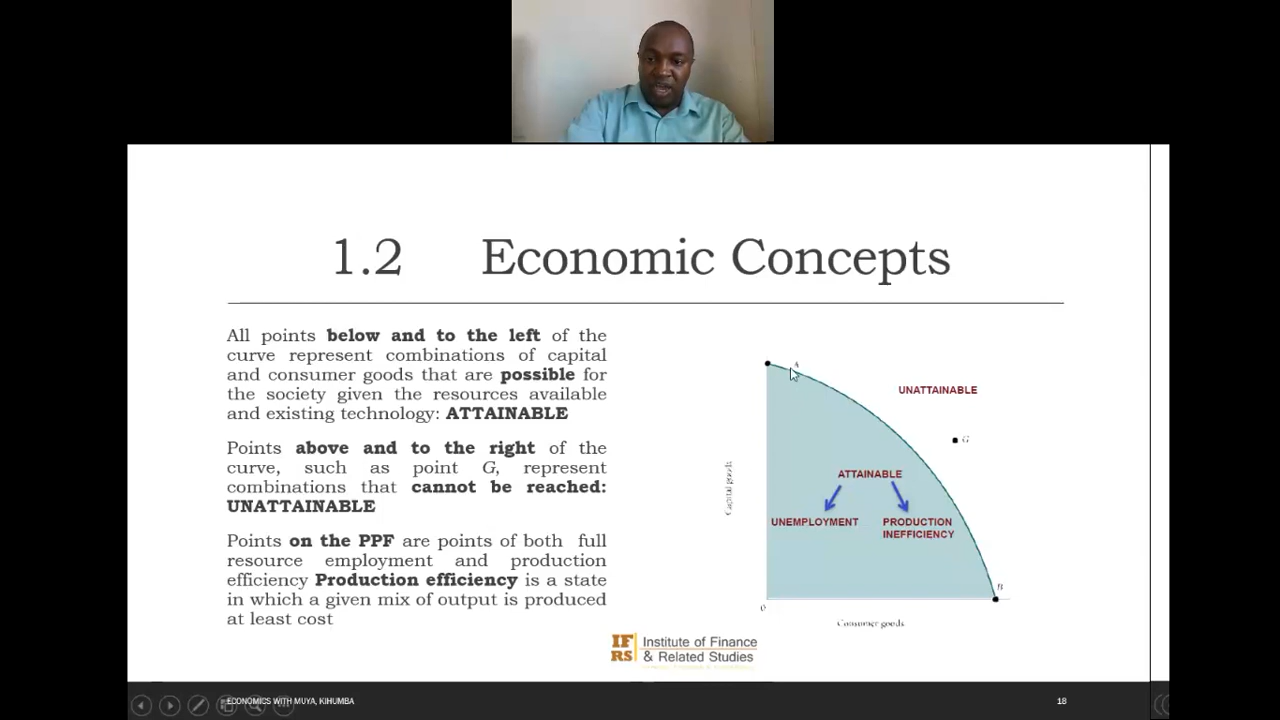 1.2 Economic Concepts
All points below and to the left of the
curve represent combinations of capital
and consumer goods that are possible for
the society given the resources available
and existing technology: ATTAINABLE
Points above and to the right of the
curve, such as point G, represent
combinations that cannot be reached:
UNATTAINABLE
Points on the PPF are points of both full
resource employment and production
efficiency Production efficiency is a state
in which a given mix of output is produced
at least cost
A
UNATTAINABLE
G
Capital goods
ATTAINABLE
UNEMPLOYMENT
PRODUCTION
INEFFICIENCY
B
0
Consumer goods
IF
RS
Institute of Finance
& Related Studies
ECONOMICS WITH MUYA, KIHUMBA
18